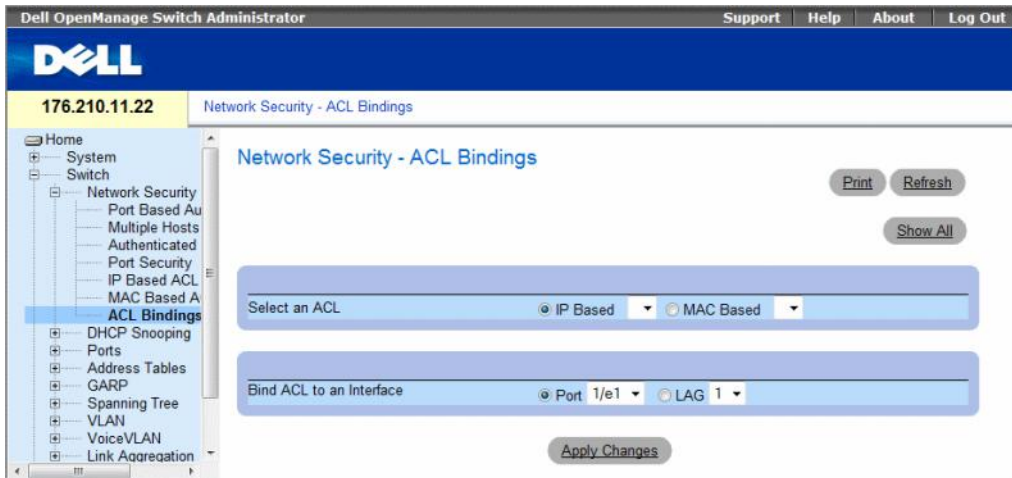 Dell OpenManage Switch Administrator Support Help About Log Out
DELL
176.210.11.22 Network Security - ACL Bindings
Home
System
Switch
Network Security
Port Based Au
Multiple Hosts
Authenticated
Port Security
IP Based ACL
MAC Based A
ACL Bindings
DHCP Snooping
Ports
Address Tables
GARP
Spanning Tree
VLAN
VoiceVLAN
Link Aggregation
Network Security - ACL Bindings
Print Refresh
Show All
Select an ACL IP Based MAC Based
Bind ACL to an Interface Port 1/e1 LAG 1
Apply Changes